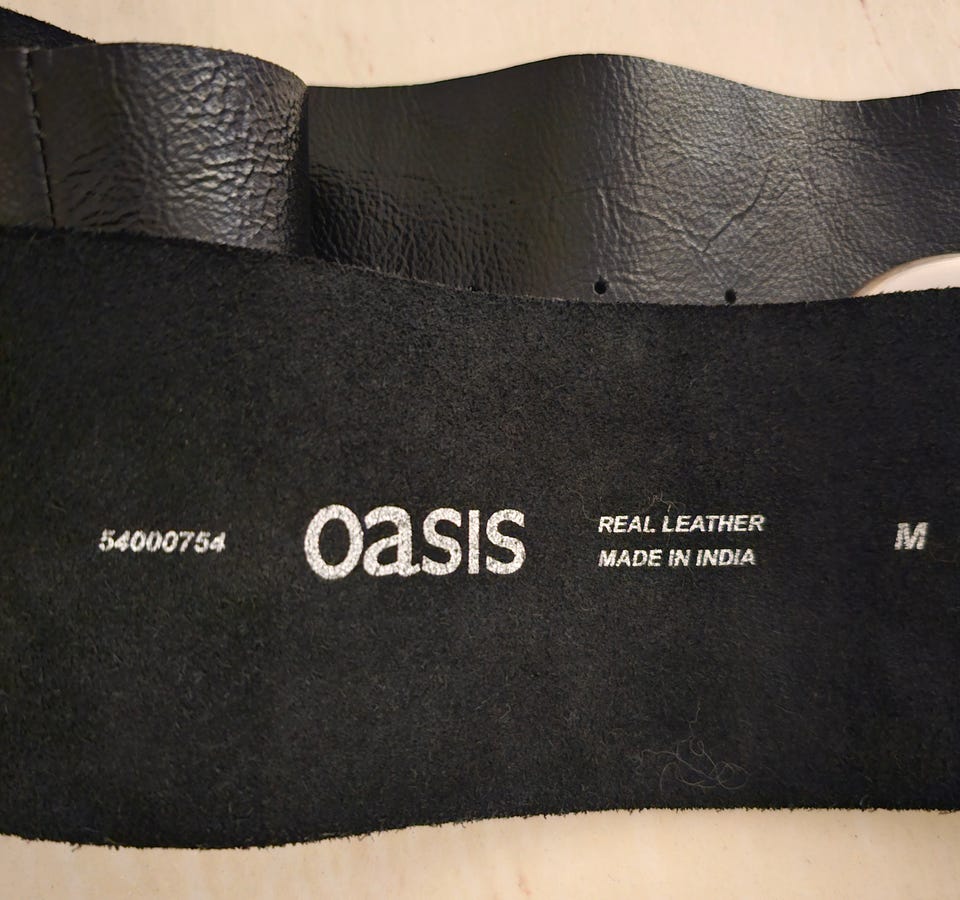 54000754
oasis
REAL LEATHER
MADE IN INDIA
M